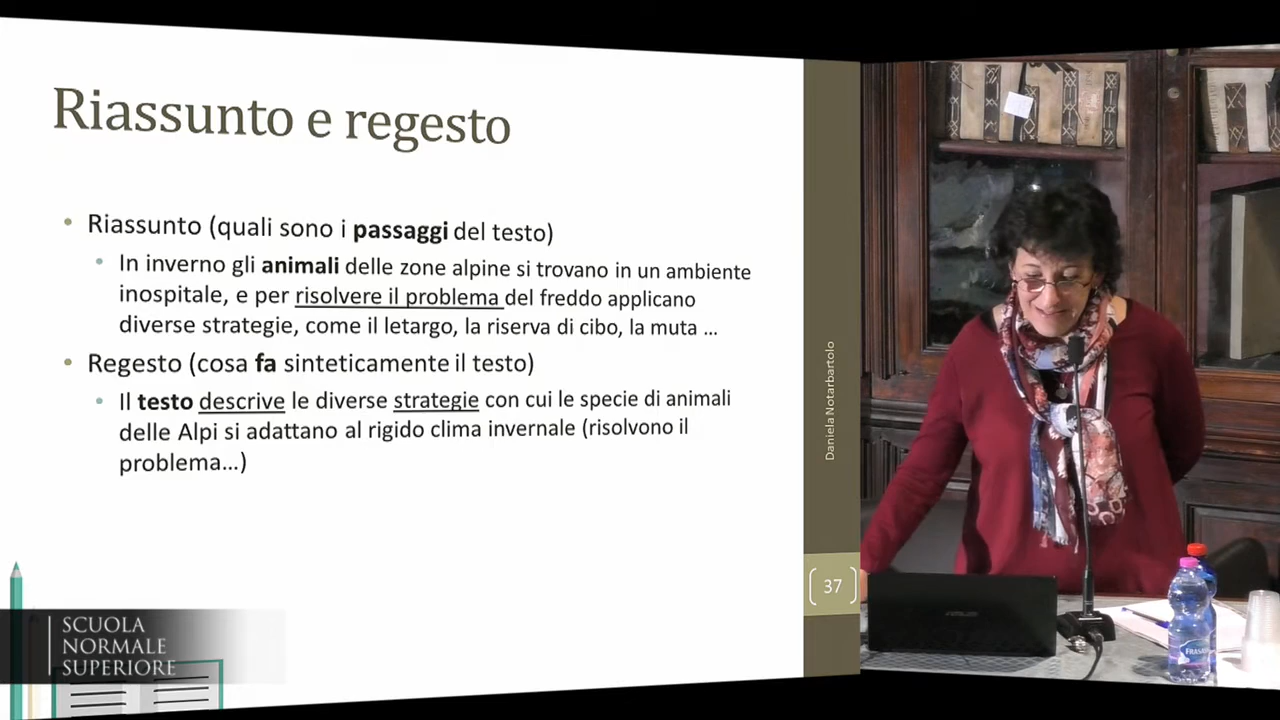 Riassunto e regesto
• Riassunto (quali sono i passaggi del testo)
• In inverno gli animali delle zone alpine si trovano in un ambiente
inospitale, e per risolvere il problema del freddo applicano
diverse strategie, come il letargo, la riserva di cibo, la muta ...
• Regesto (cosa fa sinteticamente il testo)
• Il testo descrive le diverse strategie con cui le specie di animali
delle Alpi si adattano al rigido clima invernale (risolvono il
problema...)
Daniela Notarbartolo
37
SCUOLA
NORMALE
SUPERIORE